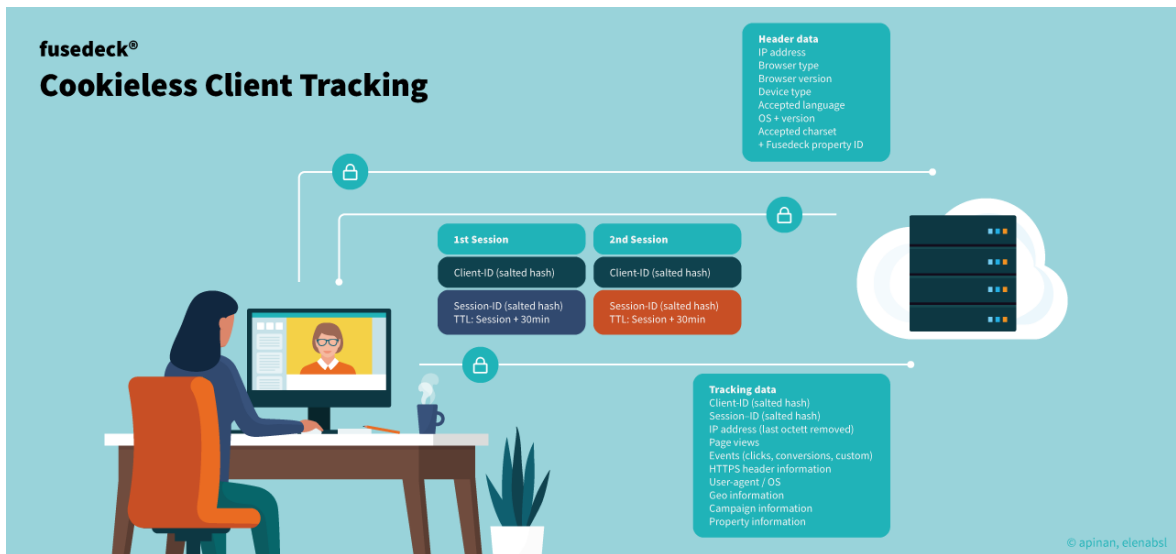 fusedeck®
Cookieless Client Tracking
Header data
IP address
Browser type
Browser version
Device type
Accepted language
OS + version
Accepted charset
+ Fusedeck property ID
1st Session
Client-ID (salted hash)
Session-ID (salted hash)
TTL: Session + 30min
2nd Session
Client-ID (salted hash)
Session-ID (salted hash)
TTL: Session + 30min
Tracking data
Client-ID (salted hash)
Session–ID (salted hash)
IP address (last octett removed)
Page views
Events (clicks, conversions, custom)
HTTPS header information
User-agent / OS
Geo information
Campaign information
Property information
© apinan, elenabsl